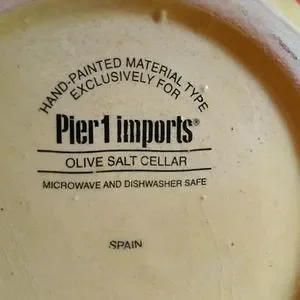 HAND-PAINTED MATERIAL TYPE
EXCLUSIVELY FOR
Pier 1 imports®
OLIVE SALT CELLAR
MICROWAVE AND DISHWASHER SAFE
SPAIN